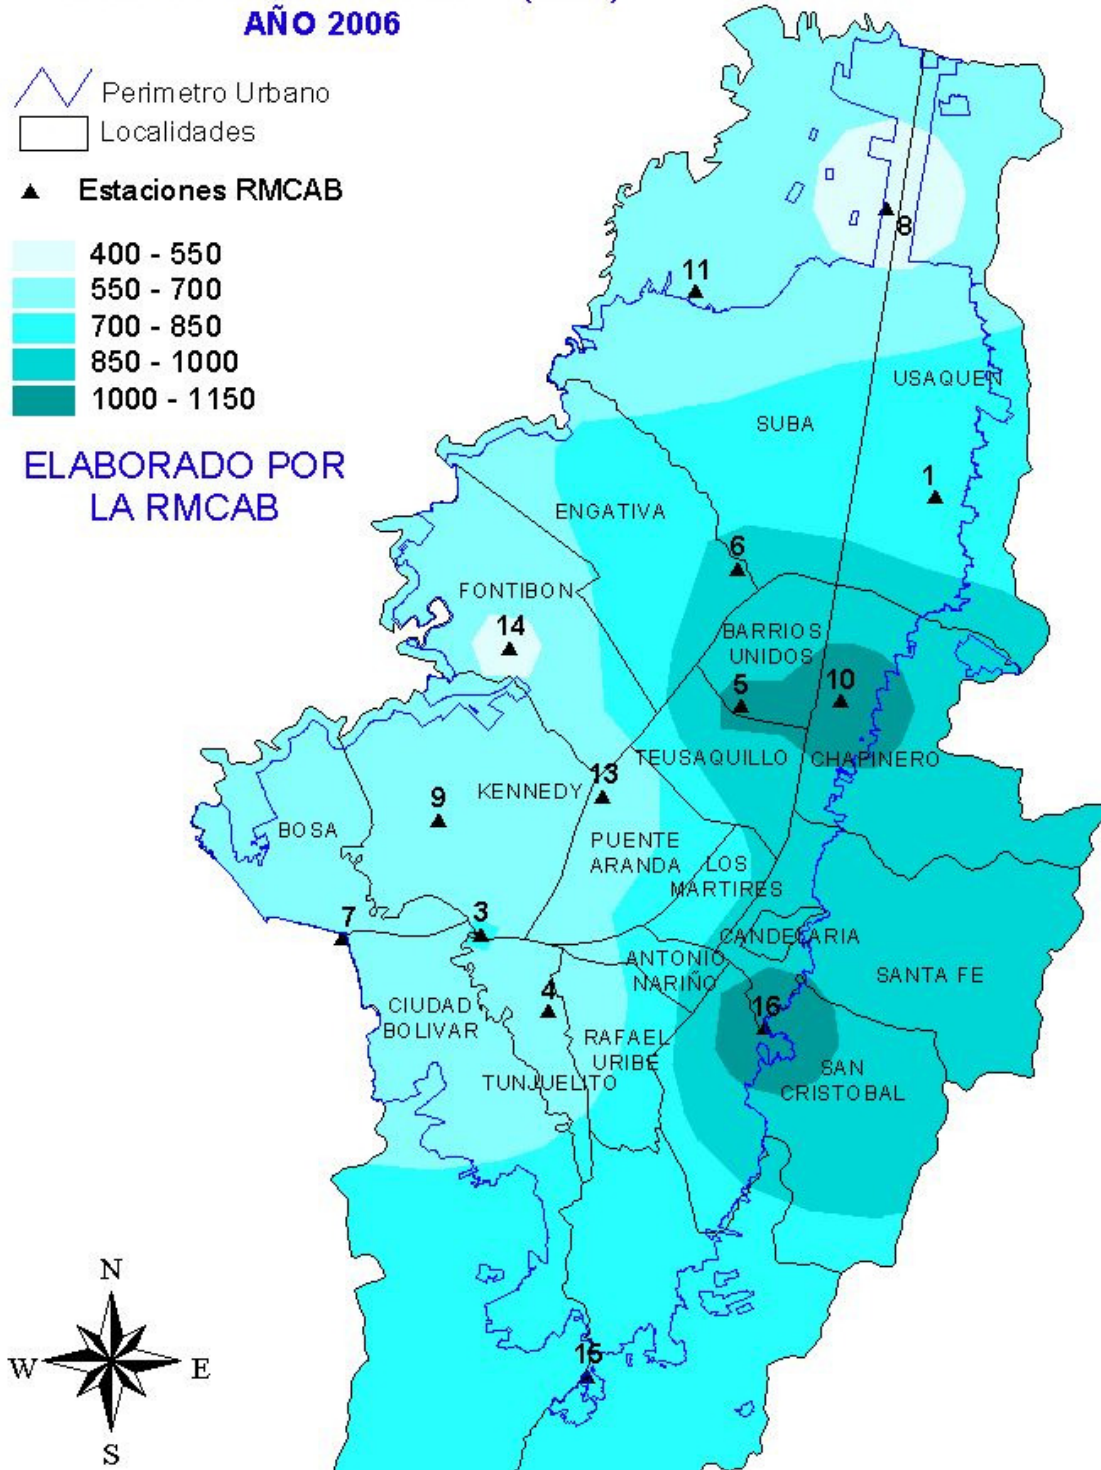 AÑO 2006
Perimetro Urbano
Localidades
Estaciones RMCAB
400 - 550
550 - 700
700 - 850
850 - 1000
1000 - 1150
ELABORADO POR
LA RMCAB
8
11
USAQUEN
SUBA
1
ENGATIVA
6
FONTIBON
14
BARRIOS
UNIDOS
5
10
TEUSAQUILLO
CHAPINERO
13
KENNEDY
9
BOSA
PUENTE
ARANDA
LOS
MARTIRES
7
3
CANDELARIA
ANTONIO
NARIÑO
SANTA FE
4
CIUDAD
BOLIVAR
16
RAFAEL
URIBE
TUNJUELITO
SAN
CRISTOBAL
15
N
W
E
S